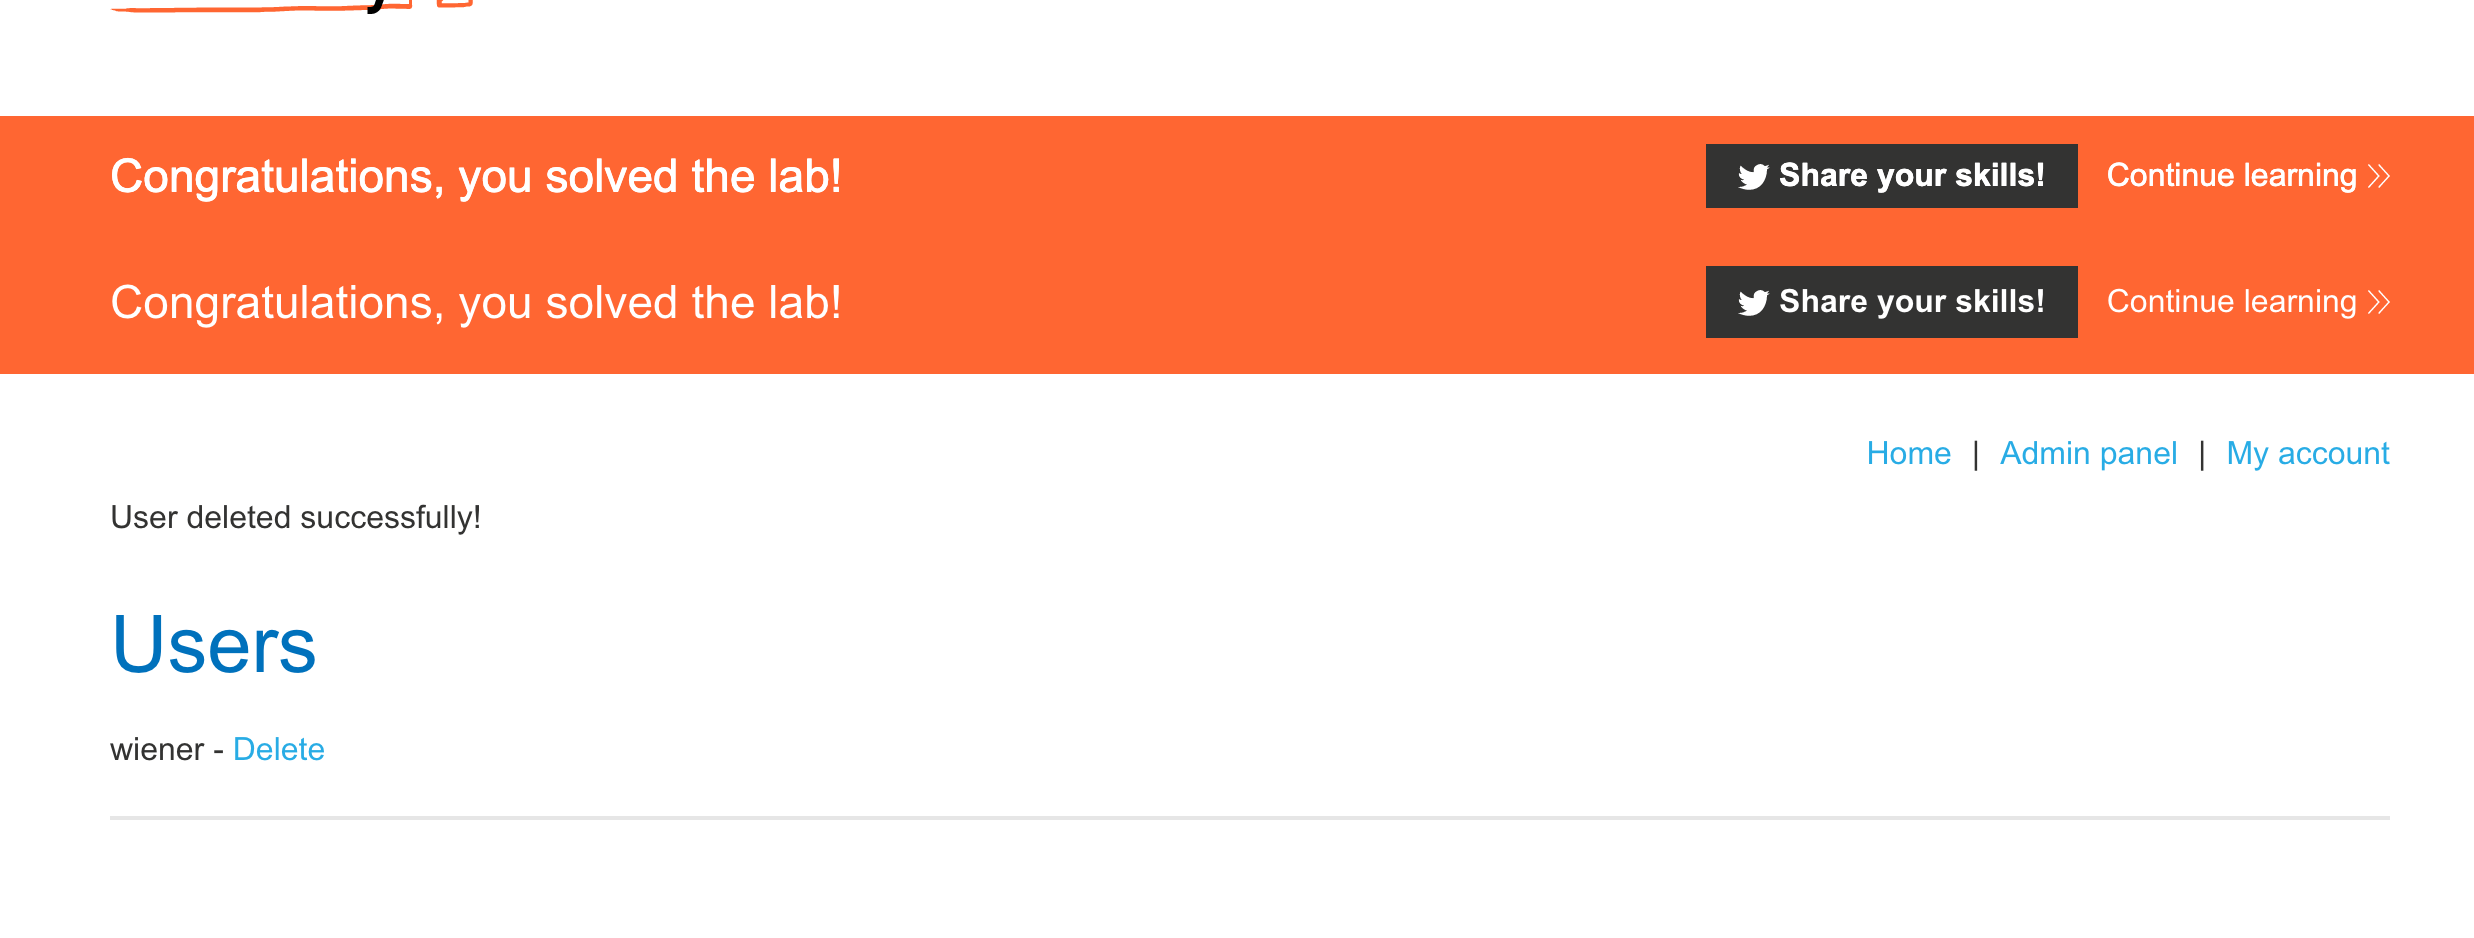 Congratulations, you solved the lab! Share your skills! Continue learning
Congratulations, you solved the lab! Share your skills! Continue learning
Home | Admin panel | My account
User deleted successfully!
Users
wiener - Delete